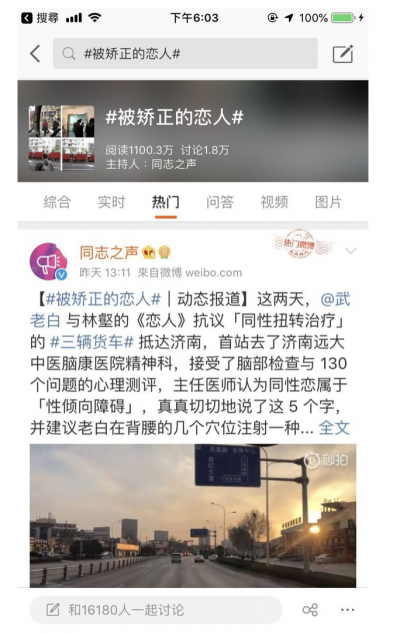 搜尋 下午6:03 100%
#被矫正的恋人#
#被矫正的恋人#
阅读1100.3万 讨论1.8万
主持人：同志之声
综合 实时 热门 问答 视频 图片
同志之声
热门微博
昨天 13:11 來自微博 weibo.com
【#被矫正的恋人#｜动态报道】这两天，@武
老白 与林壑的《恋人》抗议「同性扭转治疗」
的 #三辆货车# 抵达济南，首站去了济南远大
中医脑康医院精神科，接受了脑部检查与 130
个问题的心理测评，主任医师认为同性恋属于
「性倾向障碍」，真真切切地说了这 5 个字，
并建议老白在背腰的几个穴位注射一种... 全文
秒拍
和16180人一起讨论